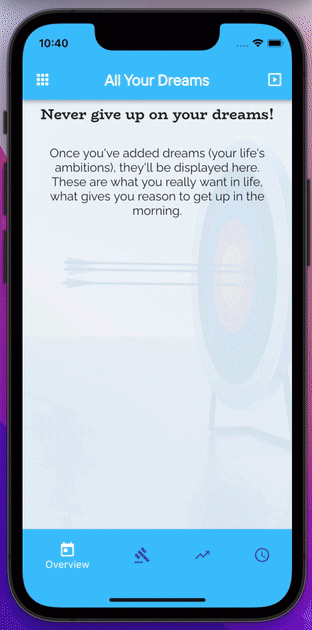 10:40
All Your Dreams
Never give up on your dreams!
Once you've added dreams (your life's
ambitions), they'll be displayed here.
These are what you really want in life,
what gives you reason to get up in the
morning.
Overview